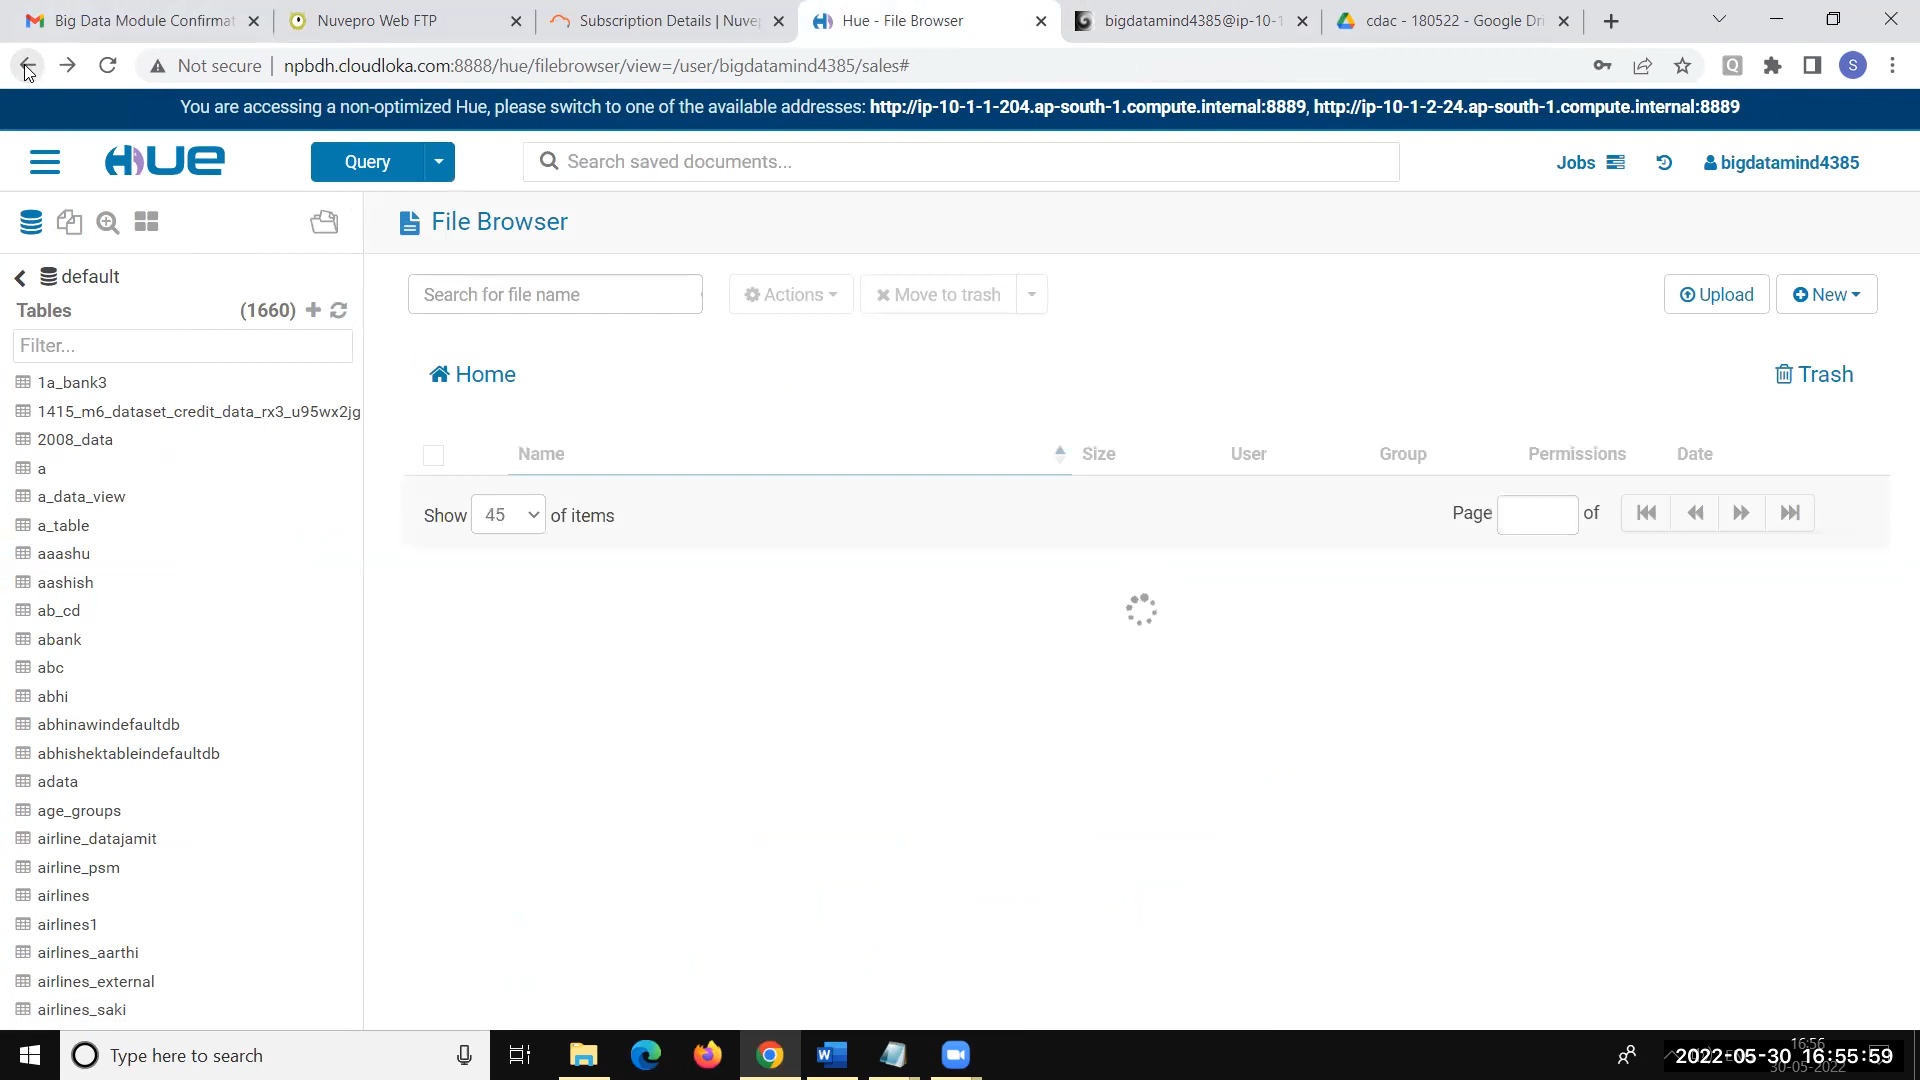 Big Data Module Confirmat
Nuvepro Web FTP
Subscription Details | Nuve
Hue - File Browser
bigdatamind4385@ip-10-1
cdac - 180522 - Google Dri
Not secure
npbdh.cloudloka.com:8888/hue/filebrowser/view=/user/bigdatamind4385/sales#
S
You are accessing a non-optimized Hue, please switch to one of the available addresses: http://ip-10-1-1-204.ap-south-1.compute.internal:8889, http://ip-10-1-2-24.ap-south-1.compute.internal:8889
HUE
Query
Search saved documents...
Jobs
bigdatamind4385
File Browser
default
Tables (1660)
Filter...
1a_bank3
1415_m6_dataset_credit_data_rx3_u95wx2jg
2008_data
a
a_data_view
a_table
aaashu
aashish
ab_cd
abank
abc
abhi
abhinawindefaultdb
abhishektableindefaultdb
adata
age_groups
airline_datajamit
airline_psm
airlines
airlines1
airlines_aarthi
airlines_external
airlines_saki
Search for file name
Actions
Move to trash
Upload
New
Home
Trash
Name Size User Group Permissions Date
Show 45 of items
Page of
Type here to search
16:56
2022-05-30 16:55:59
30-05-2022